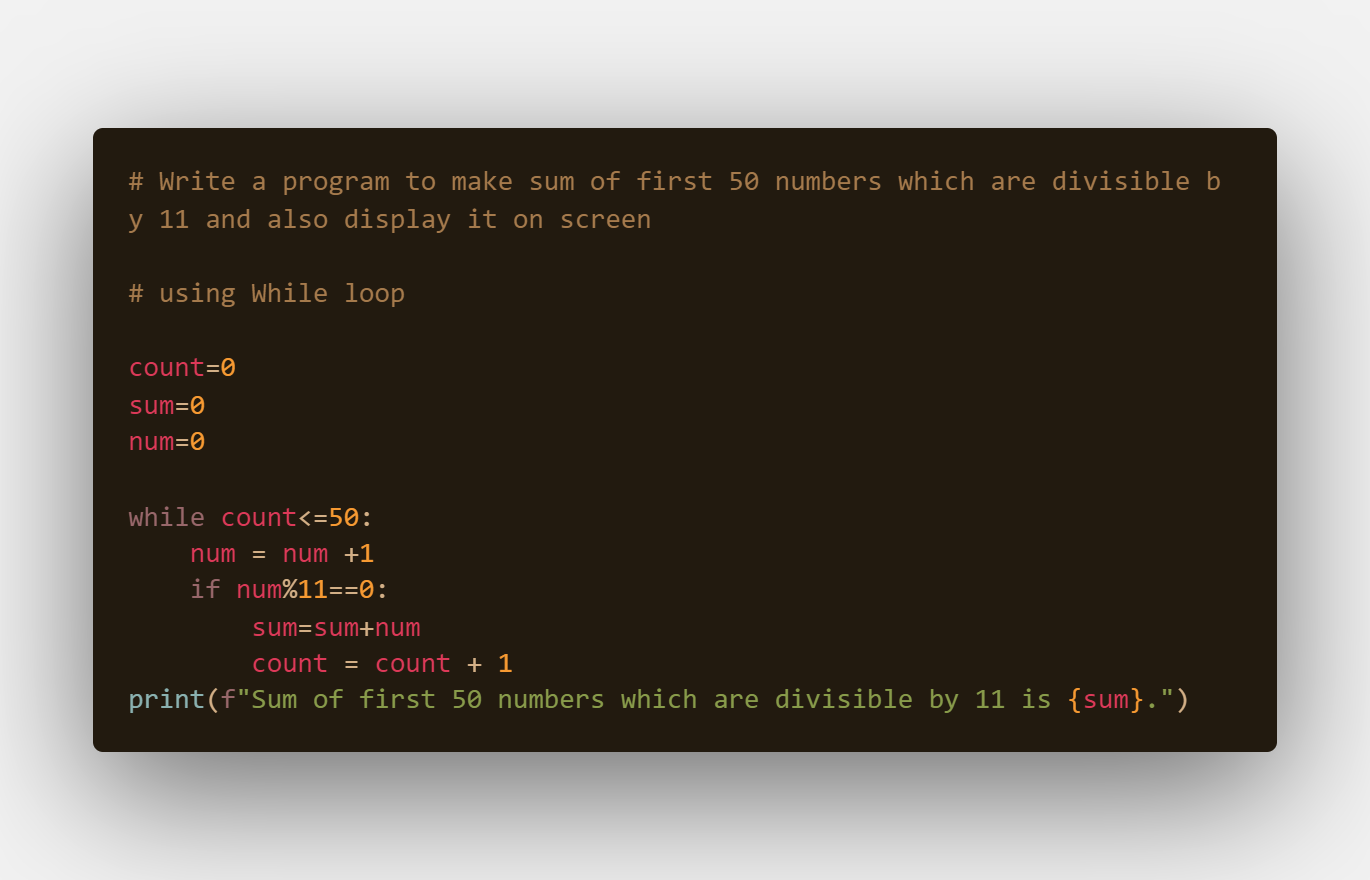 # Write a program to make sum of first 50 numbers which are divisible b
y 11 and also display it on screen
# using While loop
count=0
sum=0
num=0
while count<=50:
    num = num +1
    if num%11==0:
        sum=sum+num
        count = count + 1
print(f"Sum of first 50 numbers which are divisible by 11 is {sum}.")